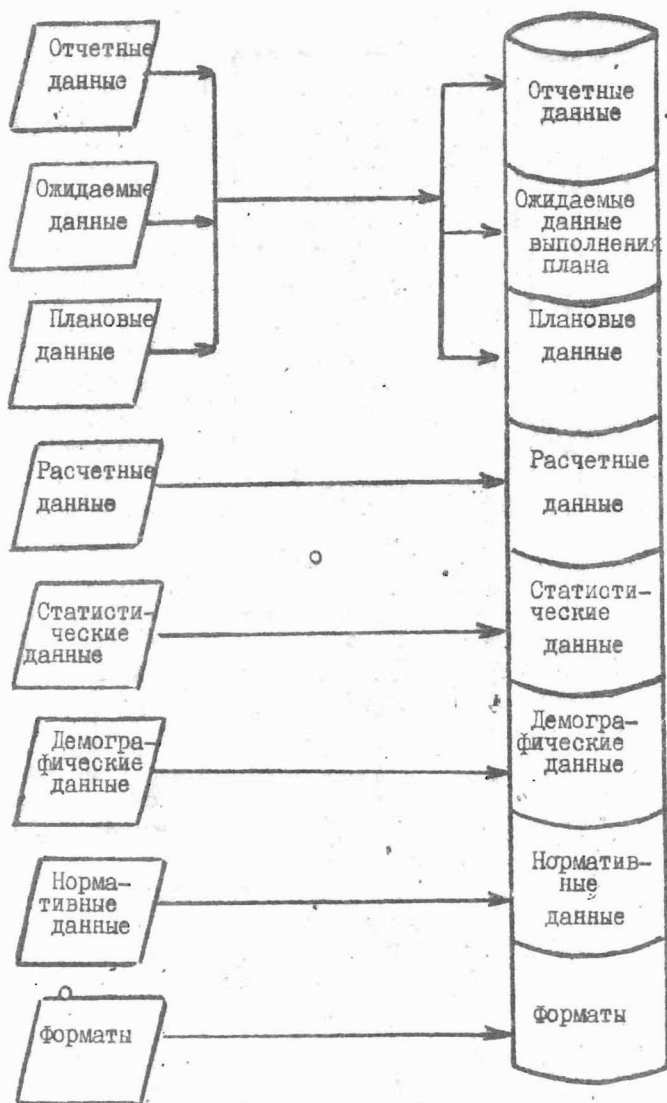 Отчетные
данные
Ожидаемые
данные
Плановые
данные
Расчетные
данные
Статисти-
ческие
данные
Демогра-
фические
данные
Норма-
тивные
данные
Форматы
Отчетные
данные
Ожидаемые
данные
выполнения
плана
Плановые
данные
Расчетные
данные
Статисти-
ческие
данные
Демогра-
фические
данные
Норматив-
ные
данные
Форматы